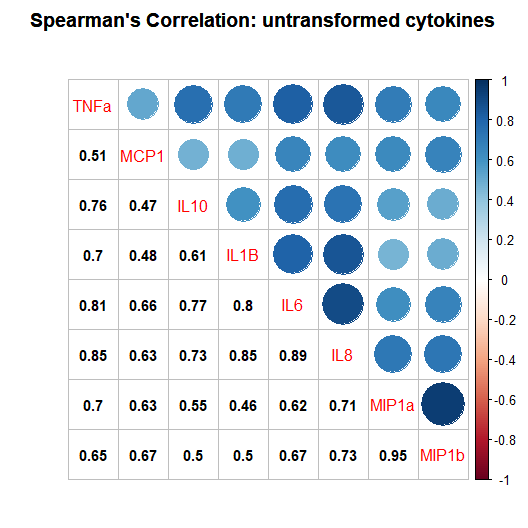 Spearman's Correlation: untransformed cytokines
TNFa
0.51 MCP1
0.76 0.47 IL10
0.7 0.48 0.61 IL1B
0.81 0.66 0.77 0.8 IL6
0.85 0.63 0.73 0.85 0.89 IL8
0.7 0.63 0.55 0.46 0.62 0.71 MIP1a
0.65 0.67 0.5 0.5 0.67 0.73 0.95 MIP1b
1
0.8
0.6
0.4
0.2
0
-0.2
-0.4
-0.6
-0.8
-1